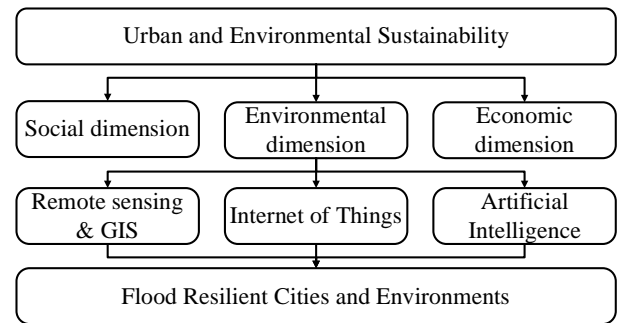 Urban and Environmental Sustainability
Social dimension
Environmental
dimension
Economic
dimension
Remote sensing
& GIS
Internet of Things
Artificial
Intelligence
Flood Resilient Cities and Environments